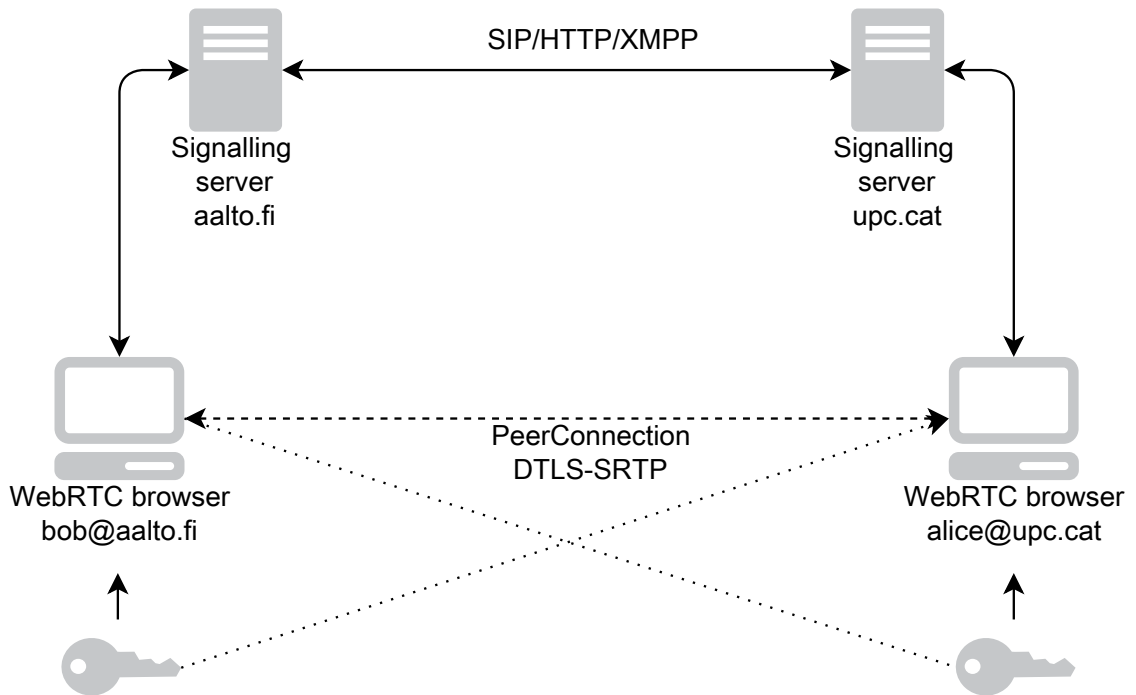 SIP/HTTP/XMPP
Signalling
server
aalto.fi
Signalling
server
upc.cat
PeerConnection
DTLS-SRTP
WebRTC browser
bob@aalto.fi
WebRTC browser
alice@upc.cat